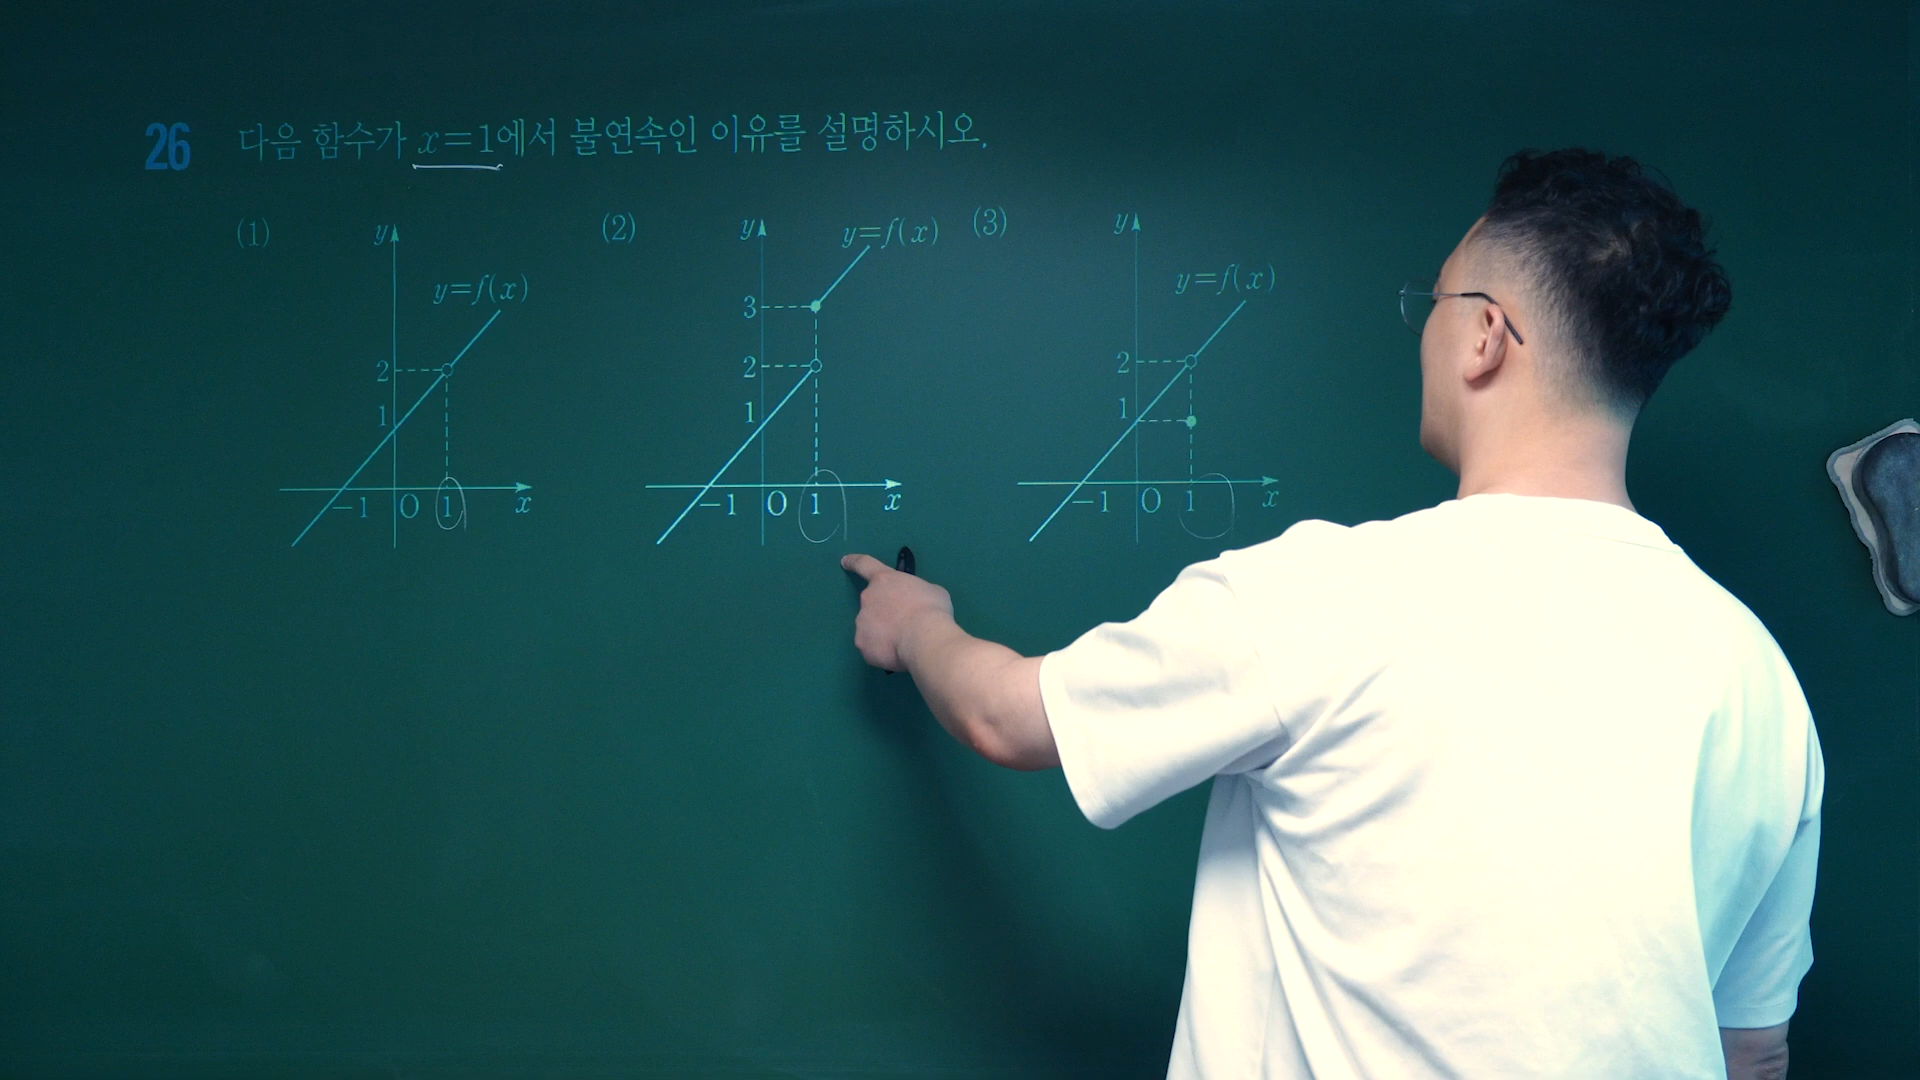 26 다음 함수가 x=1에서 불연속인 이유를 설명하시오.
(1) y y=f(x) 2 1 -1 O 1 x
(2) y y=f(x) 3 2 1 -1 O 1 x
(3) y y=f(x) 2 1 -1 O 1 x